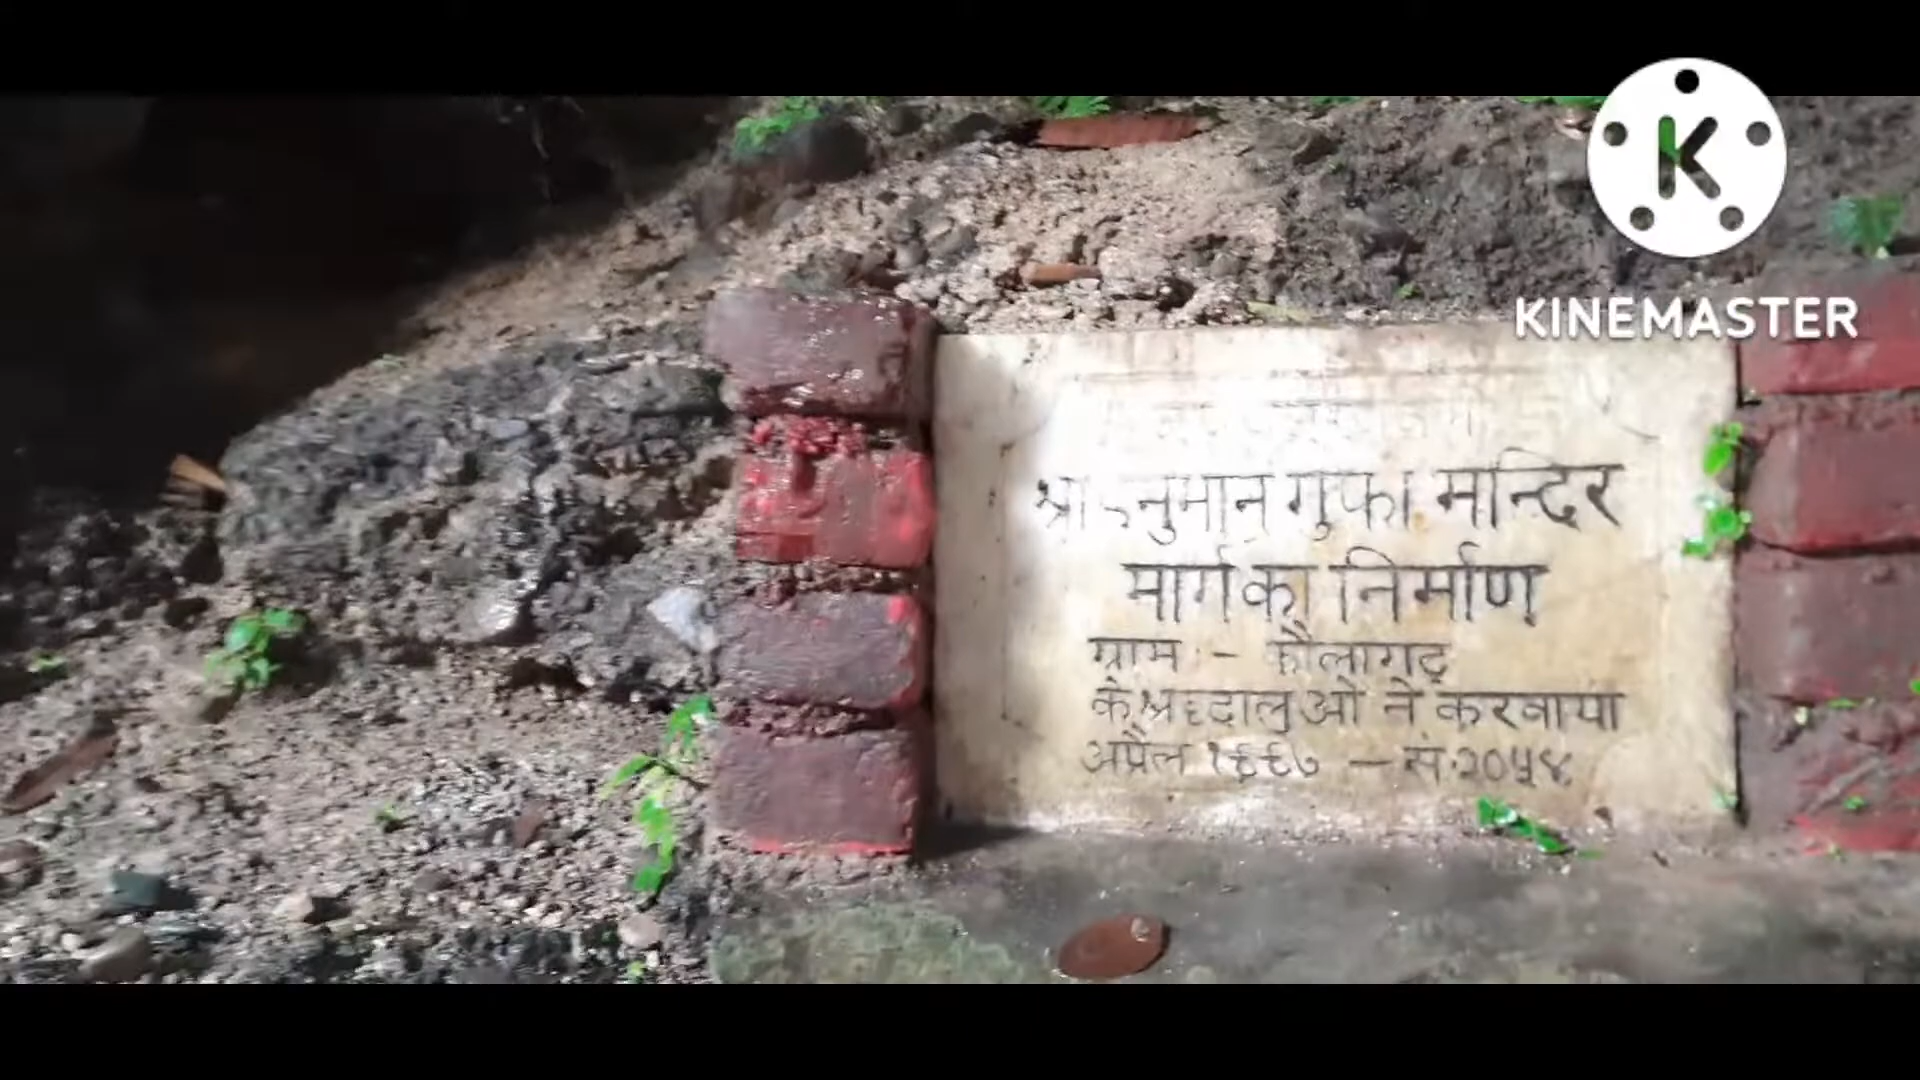 KINEMASTER
श्री हनुमान गुफा मन्दिर
मार्ग का निर्माण
ग्राम :- कौलागढ़
के श्रद्धालुओं ने करवाया
अप्रैल १९९७ — सं. २०५४